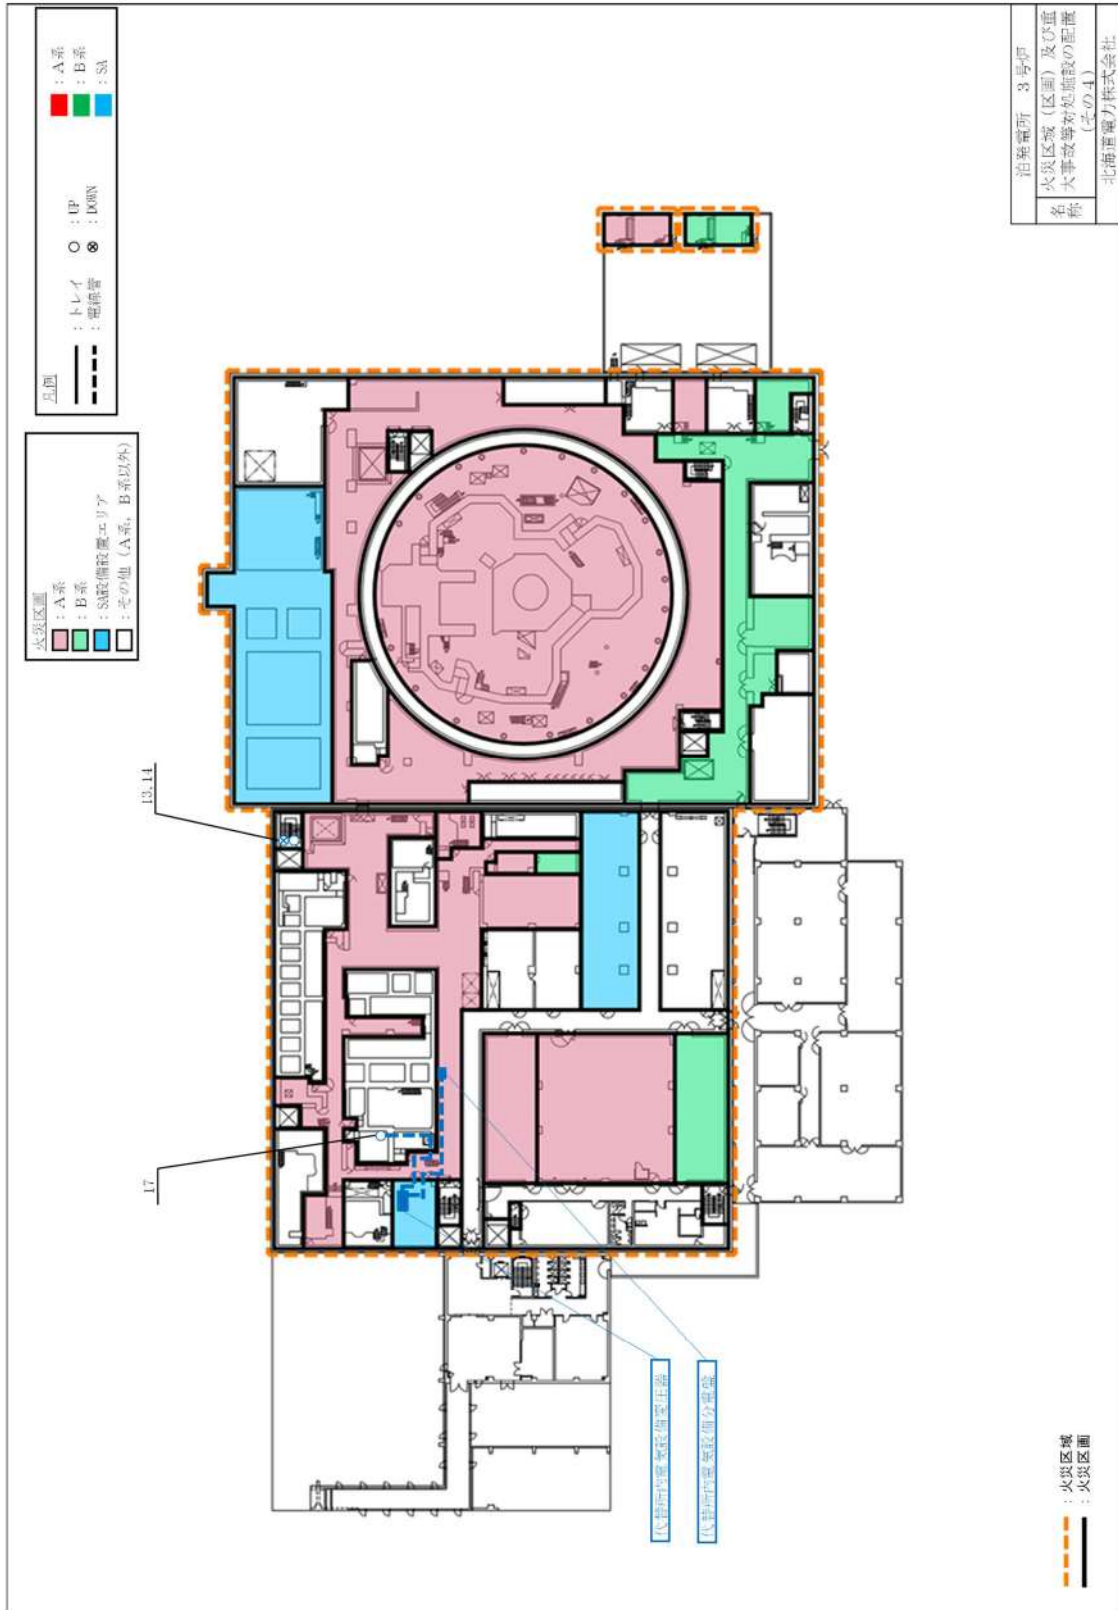 火災区画
：A系
：B系
：SA設備設置エリア
：その他（A系，B系以外）
凡例
：トレイ
：電線管
：UP
：DOWN
：A系
：B系
：SA
13,14
17
代替所内電気設備変圧器
代替所内電気設備分電盤
：火災区域
：火災区画
泊発電所　3号炉
名称
火災区域（区画）及び重
大事故等対処施設の配置
（その4）
北海道電力株式会社